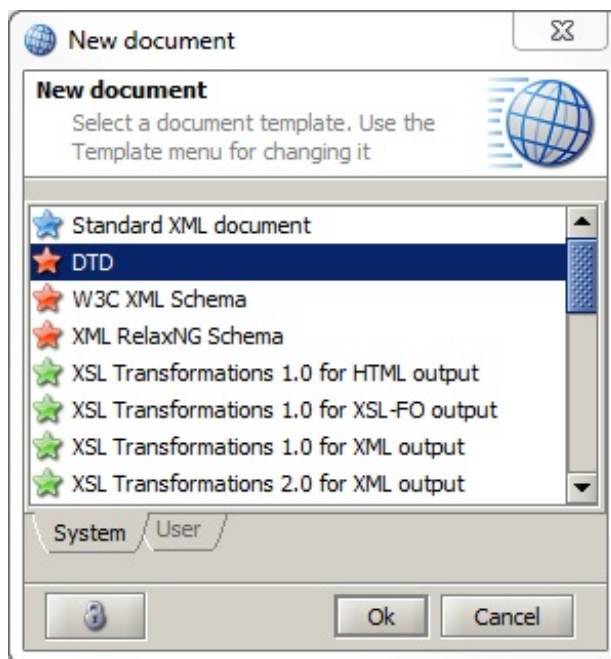 New document
New document
Select a document template. Use the
Template menu for changing it
Standard XML document
DTD
W3C XML Schema
XML RelaxNG Schema
XSL Transformations 1.0 for HTML output
XSL Transformations 1.0 for XSL-FO output
XSL Transformations 1.0 for XML output
XSL Transformations 2.0 for XML output
System User
Ok Cancel